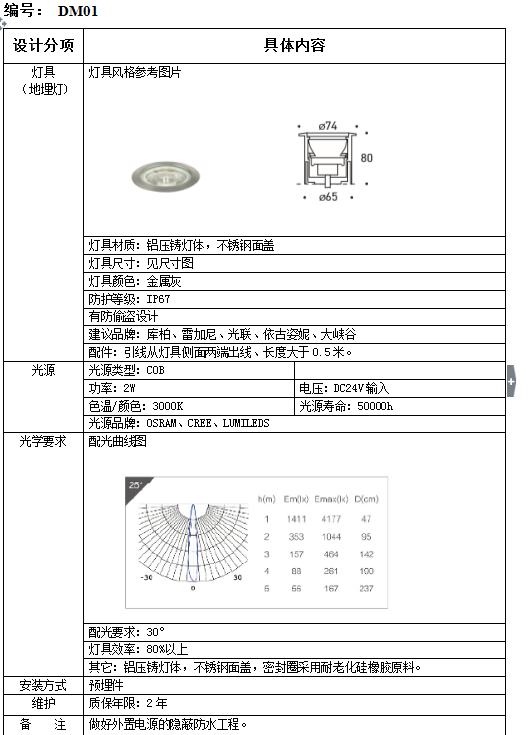 编号： DM01
设计分项 具体内容
灯具 灯具风格参考图片
（地埋灯）
ø74
80
ø65
灯具材质：铝压铸灯体，不锈钢面盖
灯具尺寸：见尺寸图
灯具颜色：金属灰
防护等级：IP67
有防偷盗设计
建议品牌：库柏、雷加尼、光联、依古姿妮、大峡谷
配件：引线从灯具侧面两端出线、长度大于0.5米。
光源 光源类型：COB
功率：2W 电压：DC24V输入
色温/颜色：3000K 光源寿命：50000h
光源品牌：OSRAM、CREE、LUMILEDS
光学要求 配光曲线图
25°
h(m) Em(lx) Emax(lx) D(cm)
1 1411 4177 47
2 353 1044 95
3 157 464 142
4 88 261 190
5 56 167 237
-30 0 30
配光要求：30°
灯具效率：80%以上
其它：铝压铸灯体，不锈钢面盖，密封圈采用耐老化硅橡胶原料。
安装方式 预埋件
维护 质保年限：2年
备 注 做好外置电源的隐蔽防水工程。